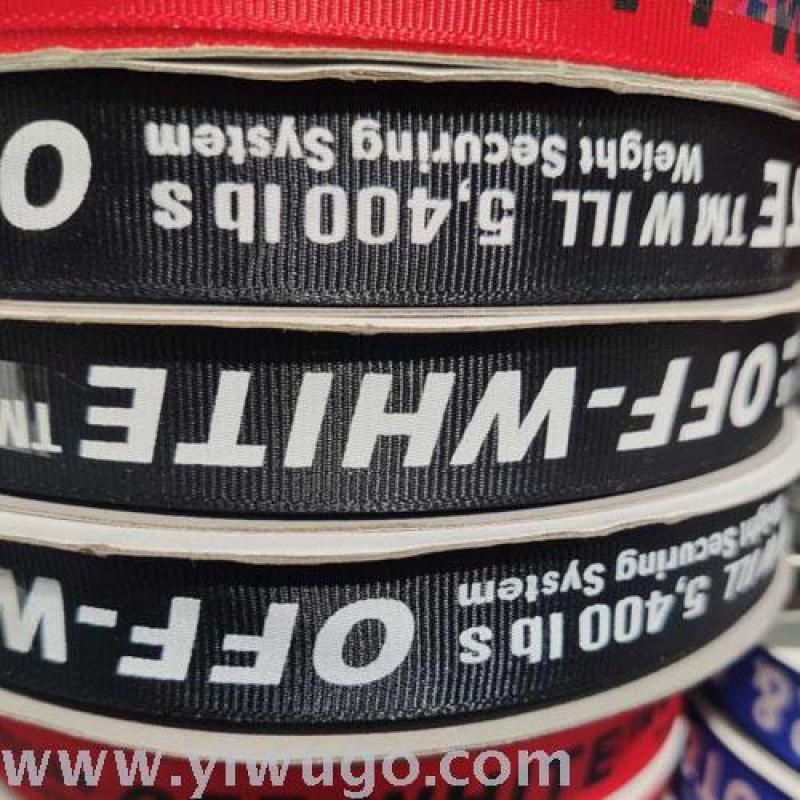 TM W ILL 5,400 lb s
Weight Securing System
O
OFF-WHITE TM
WILL 5,400 lb s
Securing System
OFF-W
www.yiwugo.com